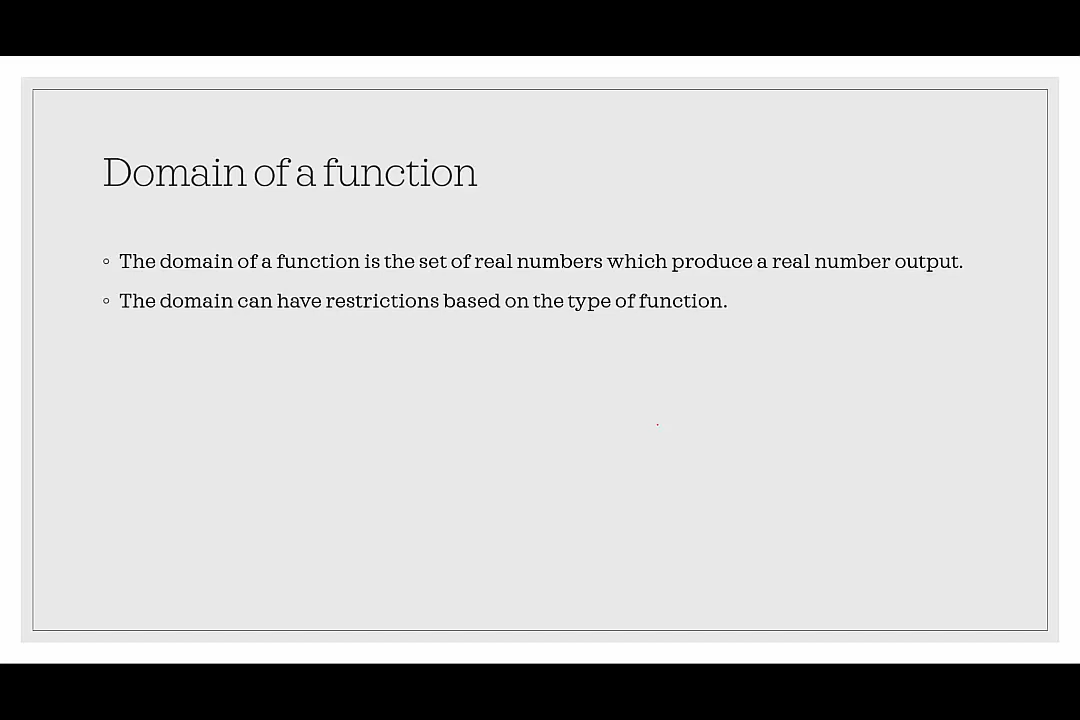 Domain of a function
◦ The domain of a function is the set of real numbers which produce a real number output.
◦ The domain can have restrictions based on the type of function.